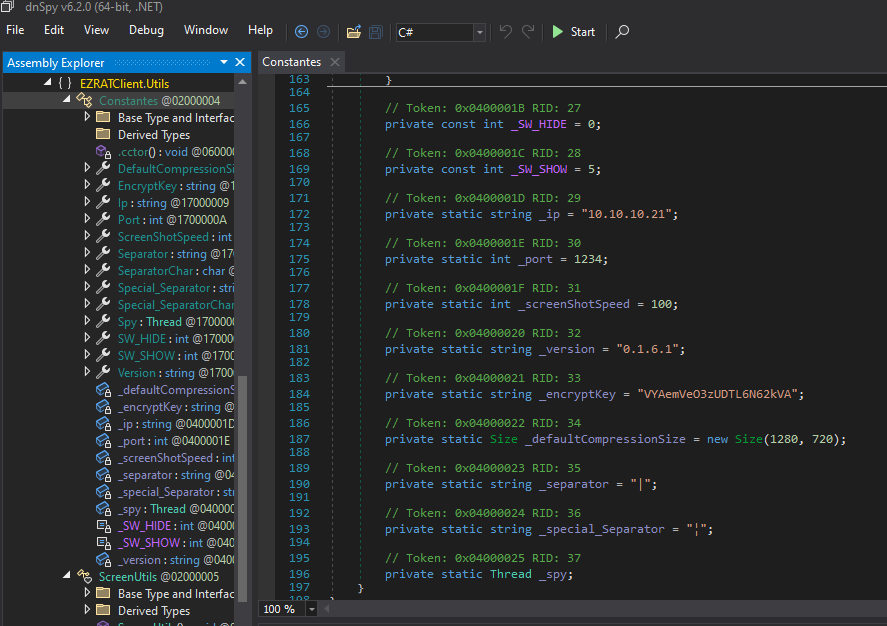 dnSpy v6.2.0 (64-bit, .NET)
File Edit View Debug Window Help C# Start
Assembly Explorer
Constantes
EZRATClient.Utils
Constantes @02000004
Base Type and Interfac
Derived Types
.cctor() : void @06000
DefaultCompressionSi
EncryptKey : string @1
Ip : string @17000009
Port : int @1700000A
ScreenShotSpeed : int
Separator : string @17
SeparatorChar : char @
Special_Separator : stri
Special_SeparatorChar
Spy : Thread @170000
SW_HIDE : int @1700
SW_SHOW : int @170
Version : string @1700
_defaultCompressionS
_encryptKey : string @
_ip : string @0400001D
_port : int @0400001E
_screenShotSpeed : int
_separator : string @04
_special_Separator : str
_spy : Thread @040000
_SW_HIDE : int @0400
_SW_SHOW : int @040
_version : string @0400
ScreenUtils @02000005
Base Type and Interfac
Derived Types
163 }
164
165 // Token: 0x0400001B RID: 27
166 private const int _SW_HIDE = 0;
167
168 // Token: 0x0400001C RID: 28
169 private const int _SW_SHOW = 5;
170
171 // Token: 0x0400001D RID: 29
172 private static string _ip = "10.10.10.21";
173
174 // Token: 0x0400001E RID: 30
175 private static int _port = 1234;
176
177 // Token: 0x0400001F RID: 31
178 private static int _screenShotSpeed = 100;
179
180 // Token: 0x04000020 RID: 32
181 private static string _version = "0.1.6.1";
182
183 // Token: 0x04000021 RID: 33
184 private static string _encryptKey = "VYAemVeO3zUDTL6N62kVA";
185
186 // Token: 0x04000022 RID: 34
187 private static Size _defaultCompressionSize = new Size(1280, 720);
188
189 // Token: 0x04000023 RID: 35
190 private static string _separator = "|";
191
192 // Token: 0x04000024 RID: 36
193 private static string _special_Separator = "¦";
194
195 // Token: 0x04000025 RID: 37
196 private static Thread _spy;
197 }
198 }
100 %